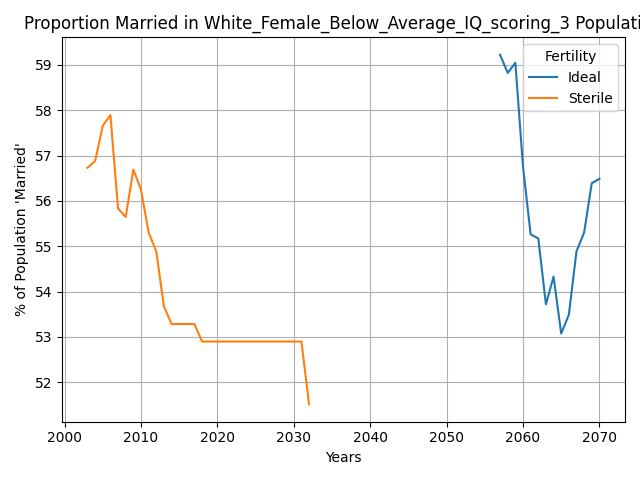 Proportion Married in White_Female_Below_Average_IQ_scoring_3 Populati
59
58
57
56
55
54
53
52
% of Population 'Married'
Fertility
Ideal
Sterile
2000 2010 2020 2030 2040 2050 2060 2070
Years